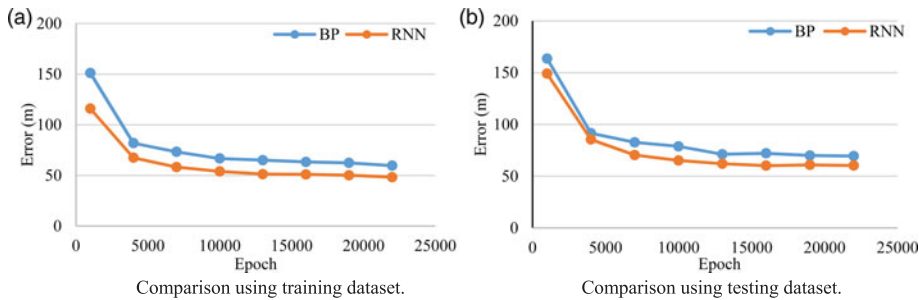 (a)
200
150
100
50
0
Error (m)
BP RNN
0 5000 10000 15000 20000 25000
Epoch
Comparison using training dataset.
(b)
200
150
100
50
0
Error (m)
BP RNN
0 5000 10000 15000 20000 25000
Epoch
Comparison using testing dataset.